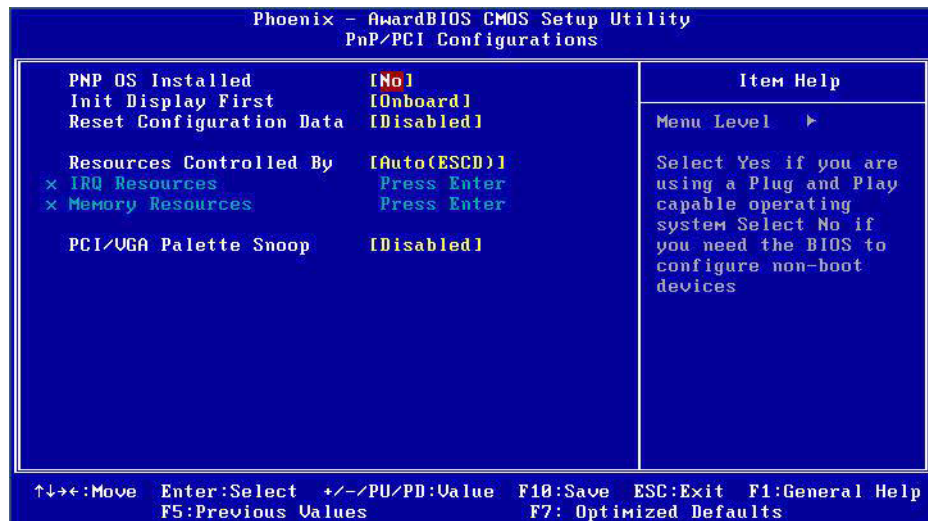 Phoenix - AwardBIOS CMOS Setup Utility
PnP/PCI Configurations
PNP OS Installed [No]
Init Display First [Onboard]
Reset Configuration Data [Disabled]
Resources Controlled By [Auto(ESCD)]
x IRQ Resources Press Enter
x Memory Resources Press Enter
PCI/VGA Palette Snoop [Disabled]
Item Help
Menu Level ►
Select Yes if you are
using a Plug and Play
capable operating
system Select No if
you need the BIOS to
configure non-boot
devices
↑↓→←:Move Enter:Select +/-/PU/PD:Value F10:Save ESC:Exit F1:General Help
F5:Previous Values F7: Optimized Defaults